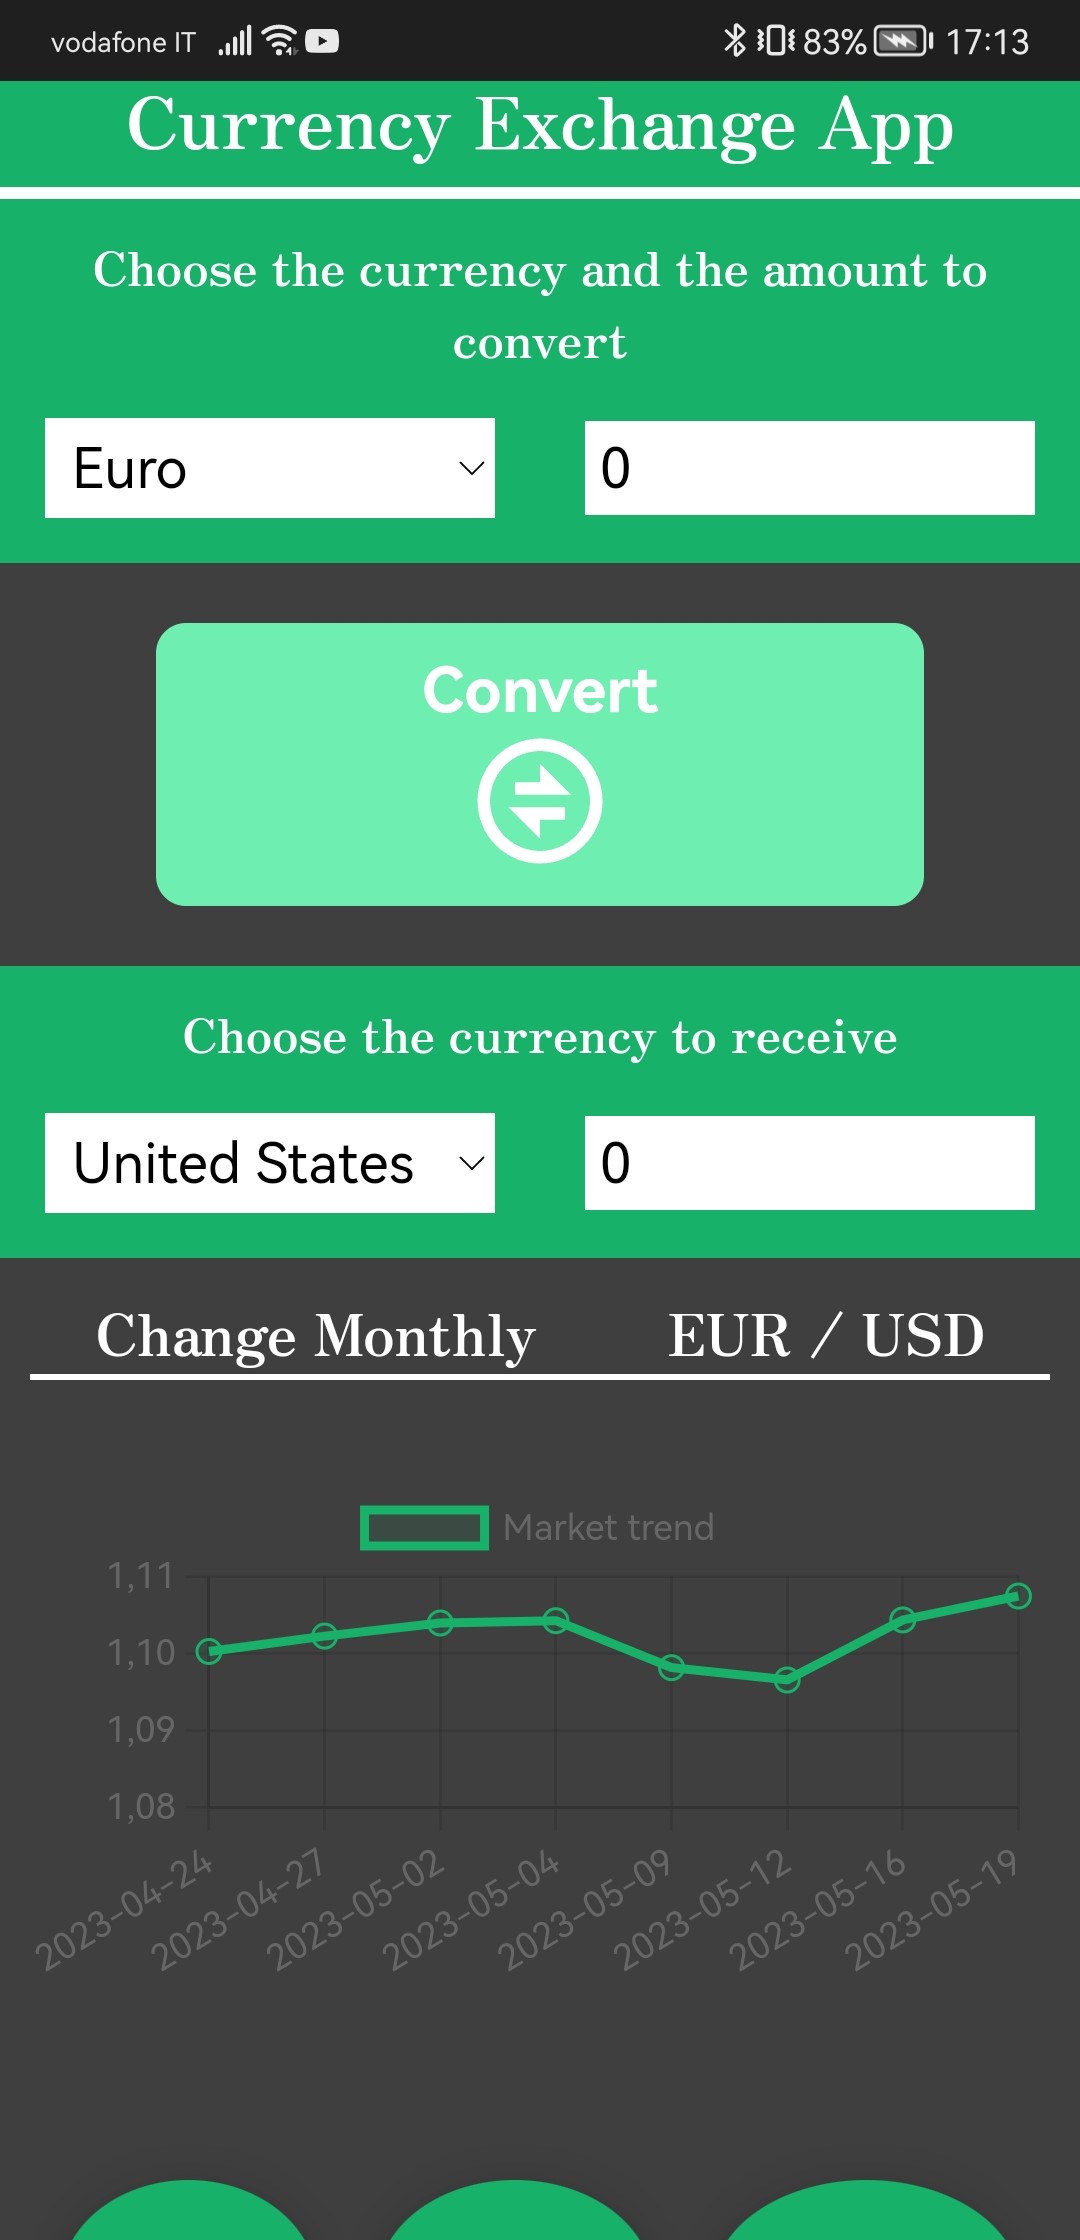 vodafone IT 83% 17:13
Currency Exchange App
Choose the currency and the amount to
convert
Euro 0
Convert
Choose the currency to receive
United States 0
Change Monthly EUR / USD
Market trend
1,11
1,10
1,09
1,08
2023-04-24 2023-04-27 2023-05-02 2023-05-04 2023-05-09 2023-05-12 2023-05-16 2023-05-19